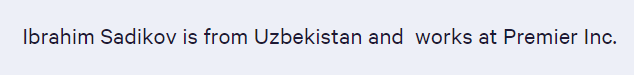 Ibrahim Sadikov is from Uzbekistan and  works at Premier Inc.